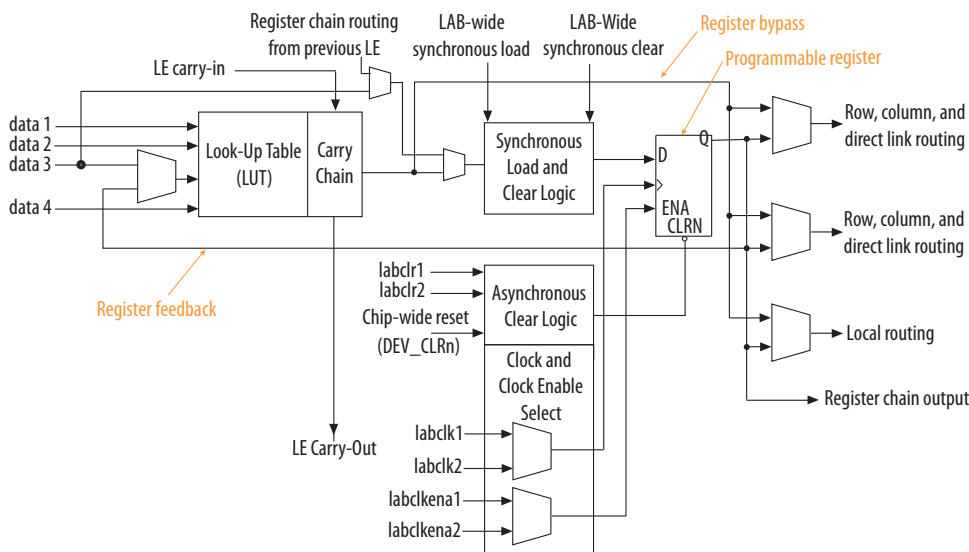 Register chain routing
from previous LE
LAB-wide
synchronous load
LAB-Wide
synchronous clear
Register bypass
Programmable register
LE carry-in
data 1
data 2
data 3
data 4
Look-Up Table
(LUT)
Carry
Chain
Synchronous
Load and
Clear Logic
D
Q
ENA
CLRN
Row, column, and
direct link routing
Row, column, and
direct link routing
Local routing
Register chain output
Register feedback
labclr1
labclr2
Chip-wide reset
(DEV_CLRn)
Asynchronous
Clear Logic
Clock and
Clock Enable
Select
labclk1
labclk2
labclkena1
labclkena2
LE Carry-Out